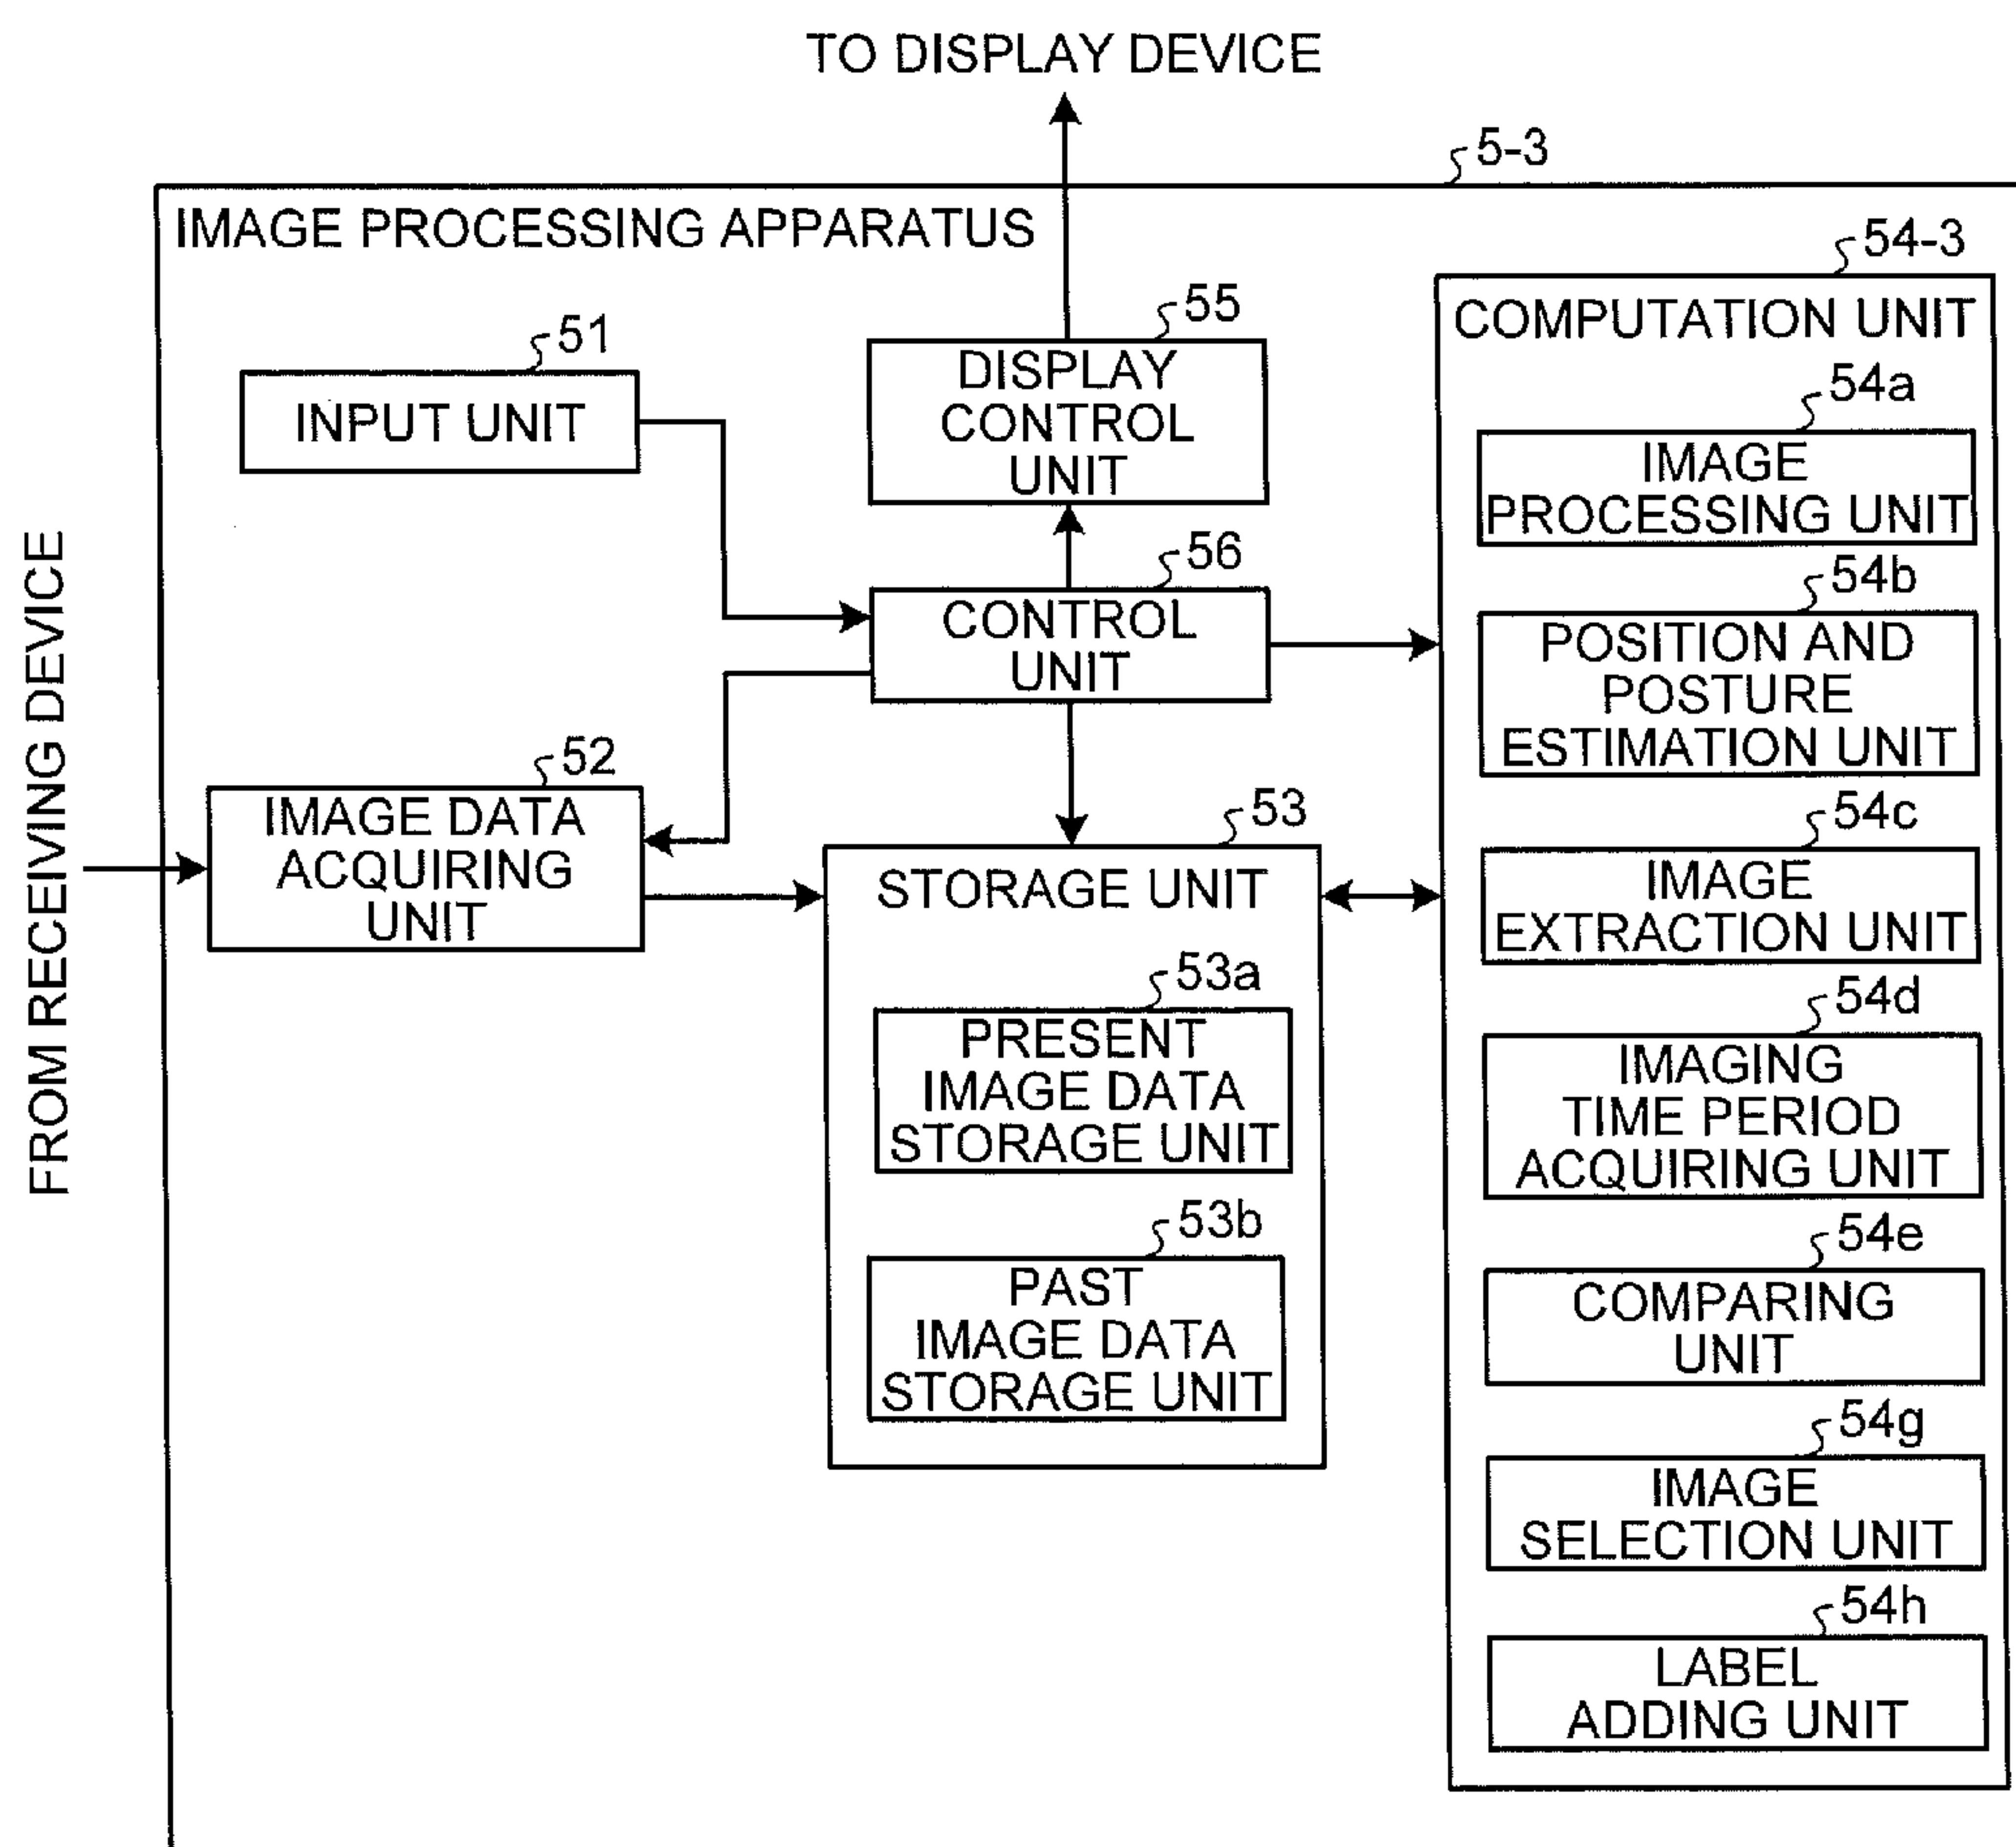 TO DISPLAY DEVICE
5-3
IMAGE PROCESSING APPARATUS
51
INPUT UNIT
55
DISPLAY
CONTROL
UNIT
56
CONTROL
UNIT
FROM RECEIVING DEVICE
52
IMAGE DATA
ACQUIRING
UNIT
53
STORAGE UNIT
53a
PRESENT
IMAGE DATA
STORAGE UNIT
53b
PAST
IMAGE DATA
STORAGE UNIT
54-3
COMPUTATION UNIT
54a
IMAGE
PROCESSING UNIT
54b
POSITION AND
POSTURE
ESTIMATION UNIT
54c
IMAGE
EXTRACTION UNIT
54d
IMAGING
TIME PERIOD
ACQUIRING UNIT
54e
COMPARING
UNIT
54g
IMAGE
SELECTION UNIT
54h
LABEL
ADDING UNIT